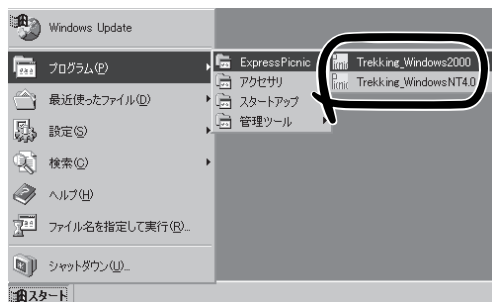 Windows Update
プログラム(P)
最近使ったファイル(D)
設定(S)
検索(C)
ヘルプ(H)
ファイル名を指定して実行(R)...
シャットダウン(U)...
スタート
ExpressPicnic
アクセサリ
スタートアップ
管理ツール
Picnic Trekking_Windows2000
Picnic Trekking_WindowsNT4.0